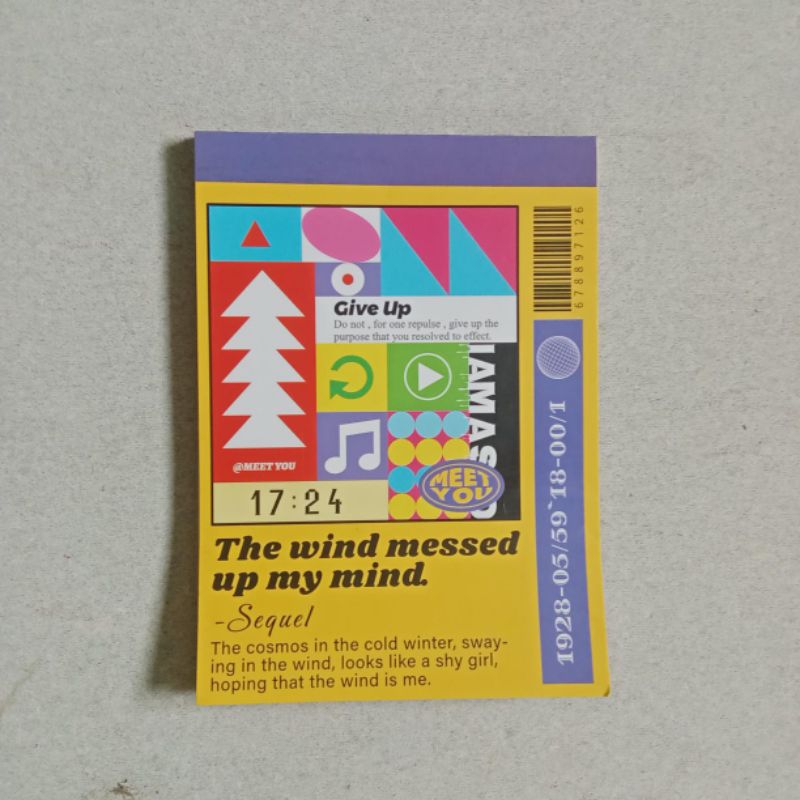 Give Up
Do not , for one repulse , give up the
purpose that you resolved to effect.
@MEET YOU
17:24
MEET
YOU
The wind messed
up my mind.
-Sequel
The cosmos in the cold winter, sway-
ing in the wind, looks like a shy girl,
hoping that the wind is me.
678897126
1928-05/59`18-00/1